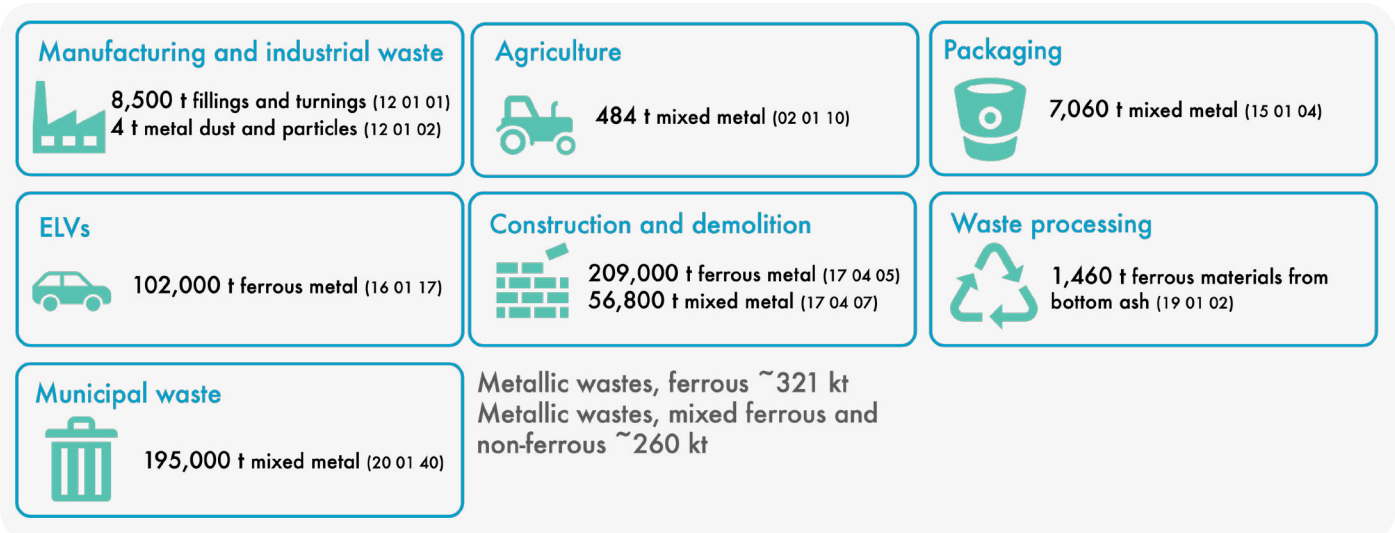 Manufacturing and industrial waste
8,500 t fillings and turnings (12 01 01)
4 t metal dust and particles (12 01 02)
Agriculture
484 t mixed metal (02 01 10)
Packaging
7,060 t mixed metal (15 01 04)
ELVs
102,000 t ferrous metal (16 01 17)
Construction and demolition
209,000 t ferrous metal (17 04 05)
56,800 t mixed metal (17 04 07)
Waste processing
1,460 t ferrous materials from
bottom ash (19 01 02)
Municipal waste
195,000 t mixed metal (20 01 40)
Metallic wastes, ferrous ~321 kt
Metallic wastes, mixed ferrous and
non-ferrous ~260 kt